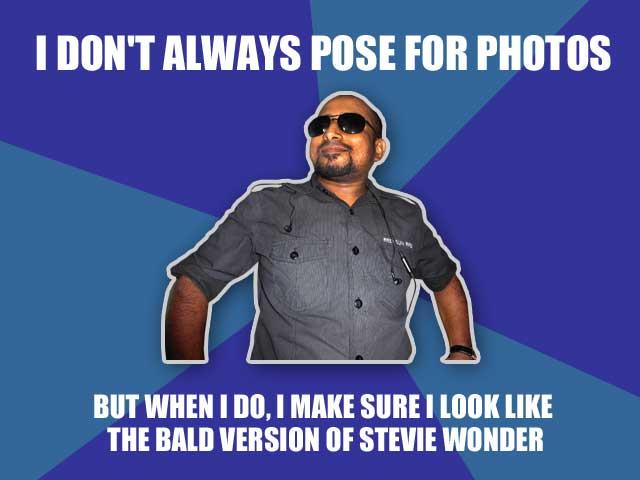 I DON'T ALWAYS POSE FOR PHOTOS
BUT WHEN I DO, I MAKE SURE I LOOK LIKE
THE BALD VERSION OF STEVIE WONDER